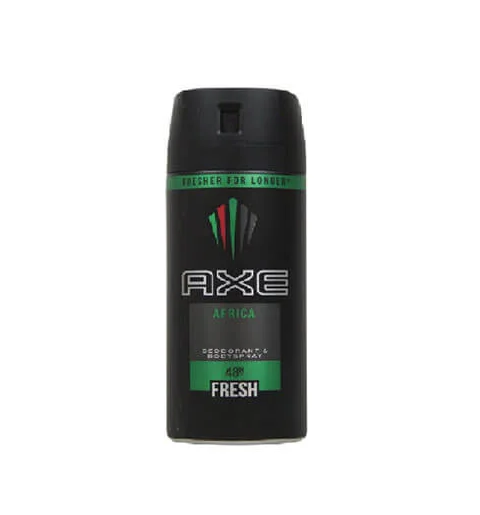 FRESHER FOR LONGER*
AXE
AFRICA
DEODORANT &
BODYSPRAY
48H
FRESH